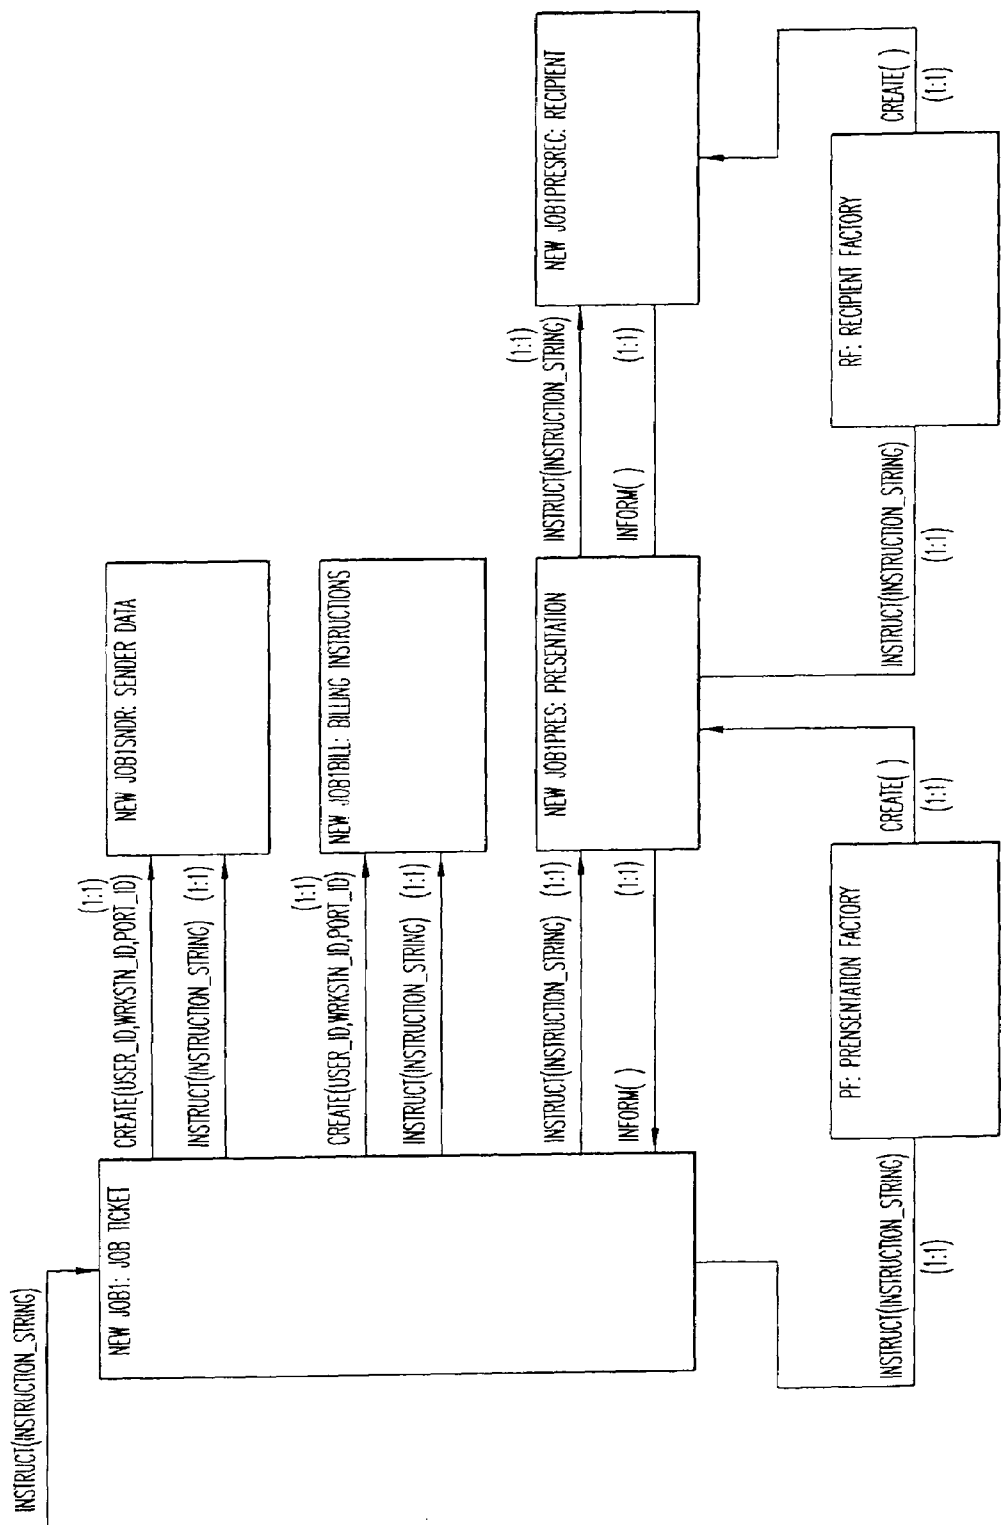 INSTRUCT(INSTRUCTION_STRING)
NEW JOB1: JOB TICKET
CREATE(USER_ID,WRKSTN_ID,PORT_ID)
(1:1)
INSTRUCT(INSTRUCTION_STRING) (1:1)
NEW JOB1SNDR: SENDER DATA
CREATE(USER_ID,WRKSTN_ID,PORT_ID)
(1:1)
INSTRUCT(INSTRUCTION_STRING) (1:1)
NEW JOB1BILL: BILLING INSTRUCTIONS
INSTRUCT(INSTRUCTION_STRING) (1:1)
INFORM( ) (1:1)
NEW JOB1PRES: PRESENTATION
INSTRUCT(INSTRUCTION_STRING)
(1:1)
INFORM( ) (1:1)
NEW JOB1PRESREC: RECIPIENT
INSTRUCT(INSTRUCTION_STRING)
(1:1)
PF: PRENSENTATION FACTORY
CREATE( )
(1:1)
INSTRUCT(INSTRUCTION_STRING)
(1:1)
RF: RECIPIENT FACTORY
CREATE( )
(1:1)